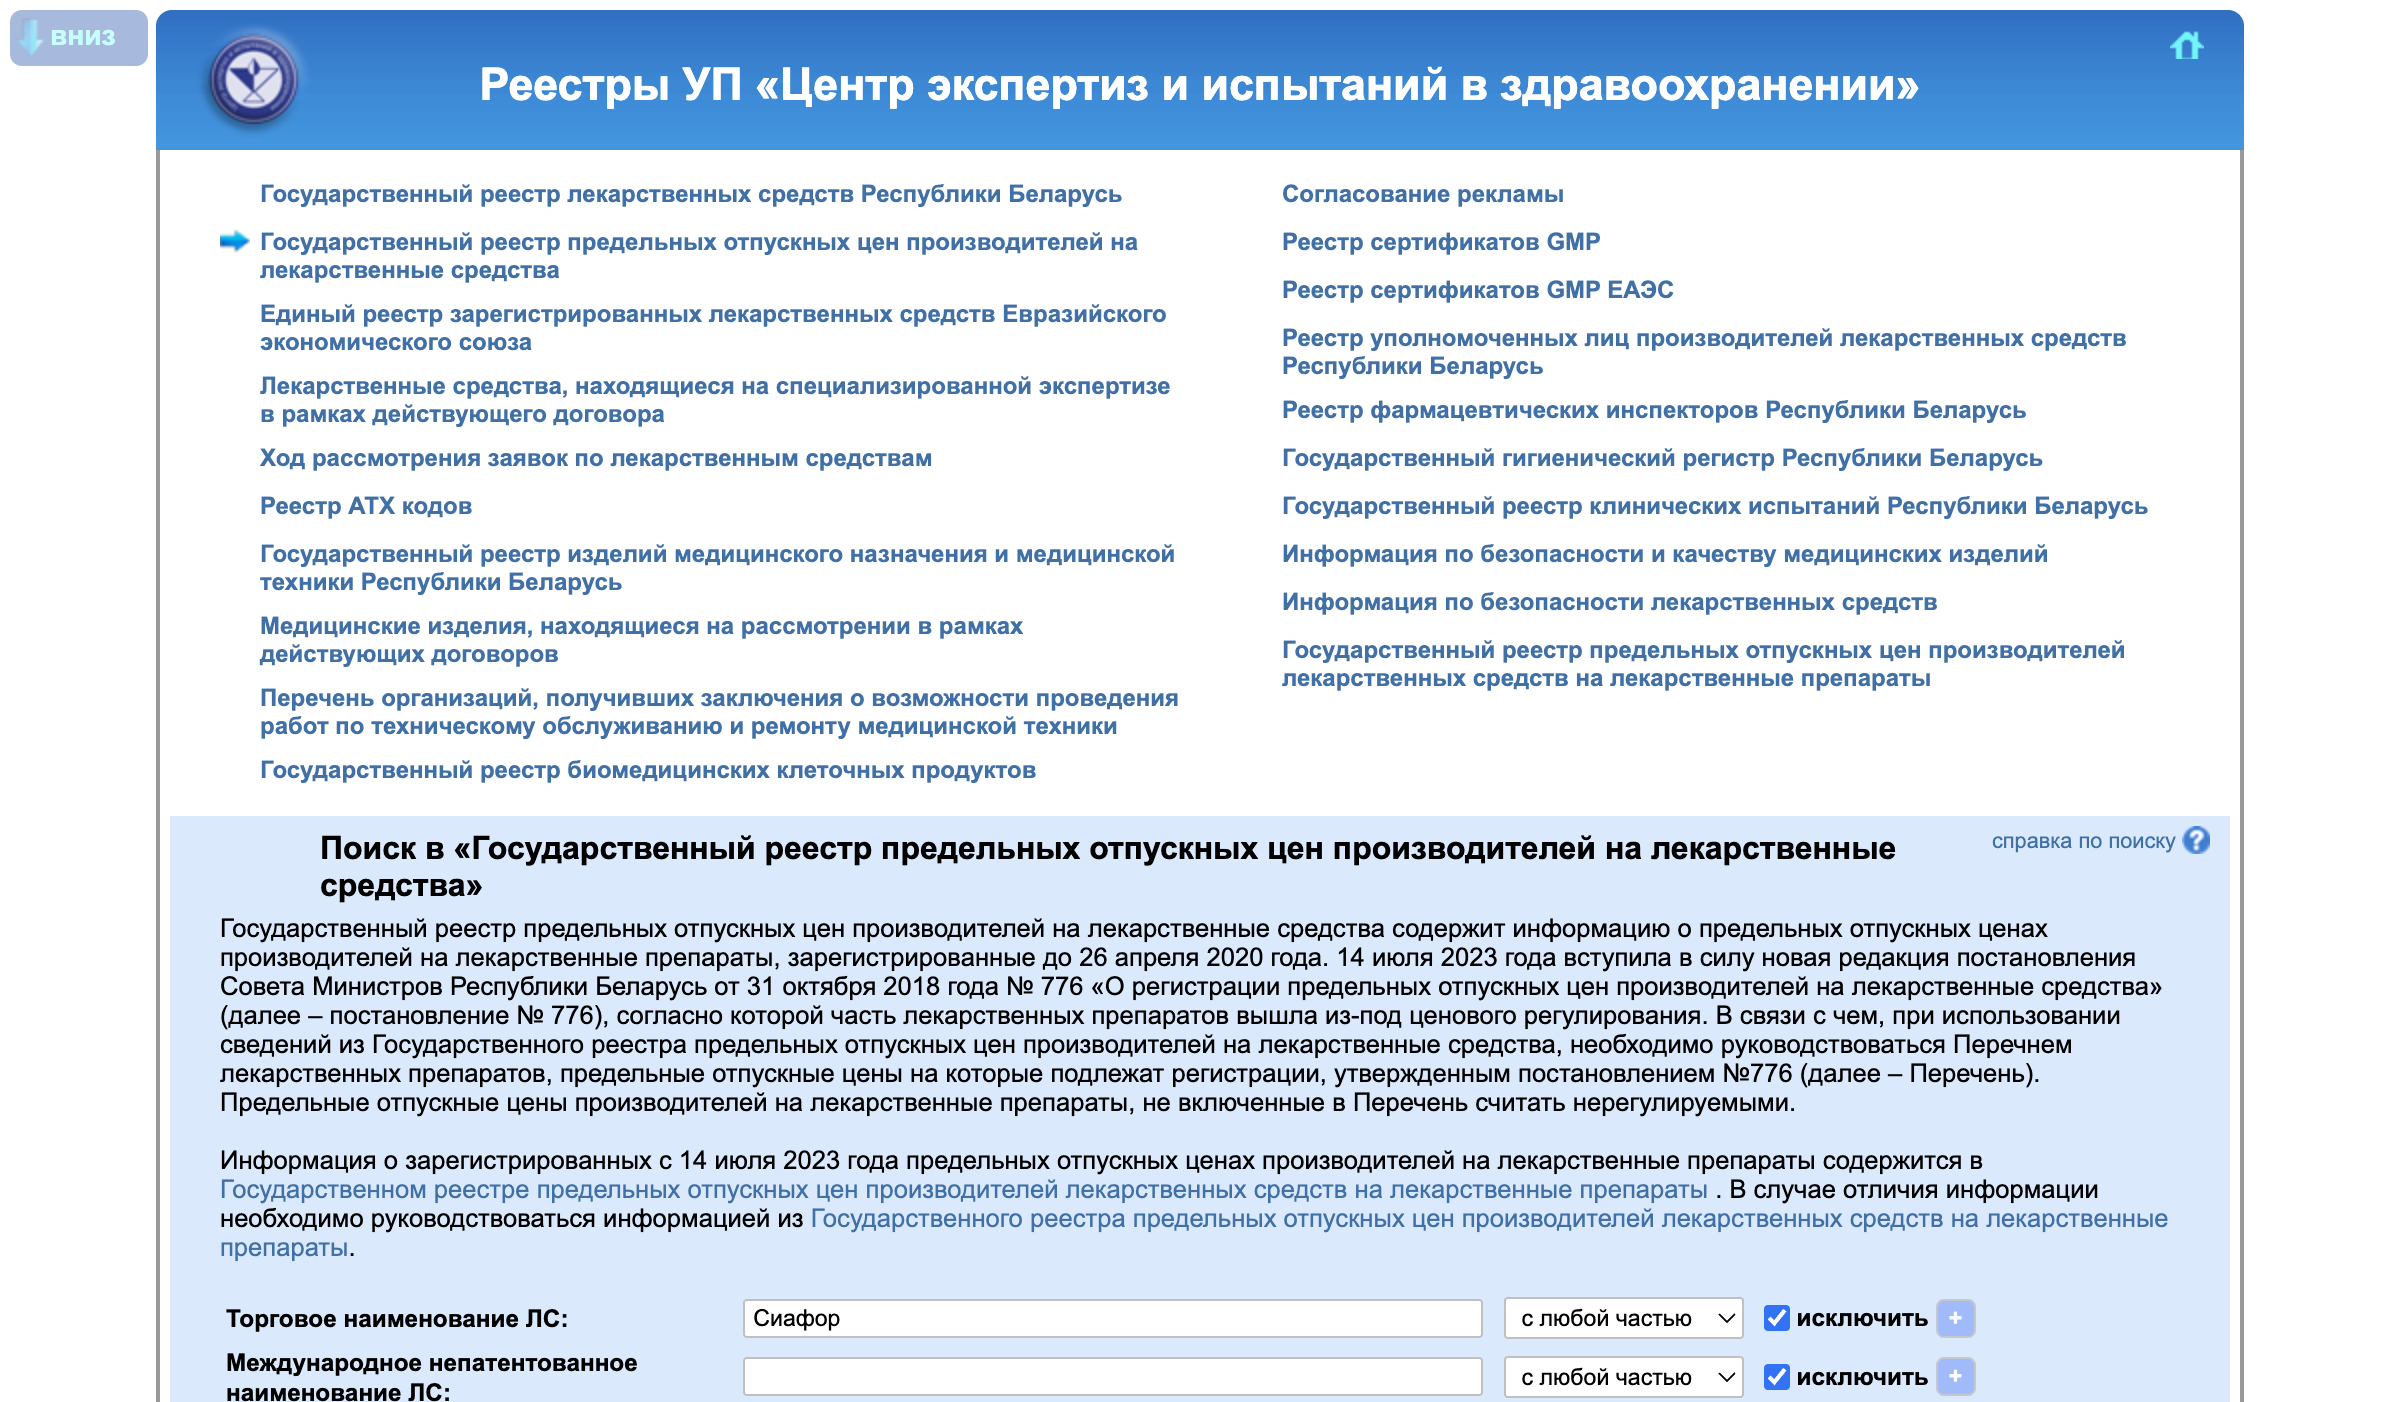 вниз
Реестры УП «Центр экспертиз и испытаний в здравоохранении»
Государственный реестр лекарственных средств Республики Беларусь
Государственный реестр предельных отпускных цен производителей на
лекарственные средства
Единый реестр зарегистрированных лекарственных средств Евразийского
экономического союза
Лекарственные средства, находящиеся на специализированной экспертизе
в рамках действующего договора
Ход рассмотрения заявок по лекарственным средствам
Реестр АТХ кодов
Государственный реестр изделий медицинского назначения и медицинской
техники Республики Беларусь
Медицинские изделия, находящиеся на рассмотрении в рамках
действующих договоров
Перечень организаций, получивших заключения о возможности проведения
работ по техническому обслуживанию и ремонту медицинской техники
Государственный реестр биомедицинских клеточных продуктов
Согласование рекламы
Реестр сертификатов GMP
Реестр сертификатов GMP ЕАЭС
Реестр уполномоченных лиц производителей лекарственных средств
Республики Беларусь
Реестр фармацевтических инспекторов Республики Беларусь
Государственный гигиенический регистр Республики Беларусь
Государственный реестр клинических испытаний Республики Беларусь
Информация по безопасности и качеству медицинских изделий
Информация по безопасности лекарственных средств
Государственный реестр предельных отпускных цен производителей
лекарственных средств на лекарственные препараты
Поиск в «Государственный реестр предельных отпускных цен производителей на лекарственные
средства»
справка по поиску ?
Государственный реестр предельных отпускных цен производителей на лекарственные средства содержит информацию о предельных отпускных ценах
производителей на лекарственные препараты, зарегистрированные до 26 апреля 2020 года. 14 июля 2023 года вступила в силу новая редакция постановления
Совета Министров Республики Беларусь от 31 октября 2018 года № 776 «О регистрации предельных отпускных цен производителей на лекарственные средства»
(далее – постановление № 776), согласно которой часть лекарственных препаратов вышла из-под ценового регулирования. В связи с чем, при использовании
сведений из Государственного реестра предельных отпускных цен производителей на лекарственные средства, необходимо руководствоваться Перечнем
лекарственных препаратов, предельные отпускные цены на которые подлежат регистрации, утвержденным постановлением №776 (далее – Перечень).
Предельные отпускные цены производителей на лекарственные препараты, не включенные в Перечень считать нерегулируемыми.
Информация о зарегистрированных с 14 июля 2023 года предельных отпускных ценах производителей на лекарственные препараты содержится в
Государственном реестре предельных отпускных цен производителей лекарственных средств на лекарственные препараты . В случае отличия информации
необходимо руководствоваться информацией из Государственного реестра предельных отпускных цен производителей лекарственных средств на лекарственные
препараты.
Торговое наименование ЛС: Сиафор с любой частью исключить +
Международное непатентованное
наименование ЛС: с любой частью исключить +